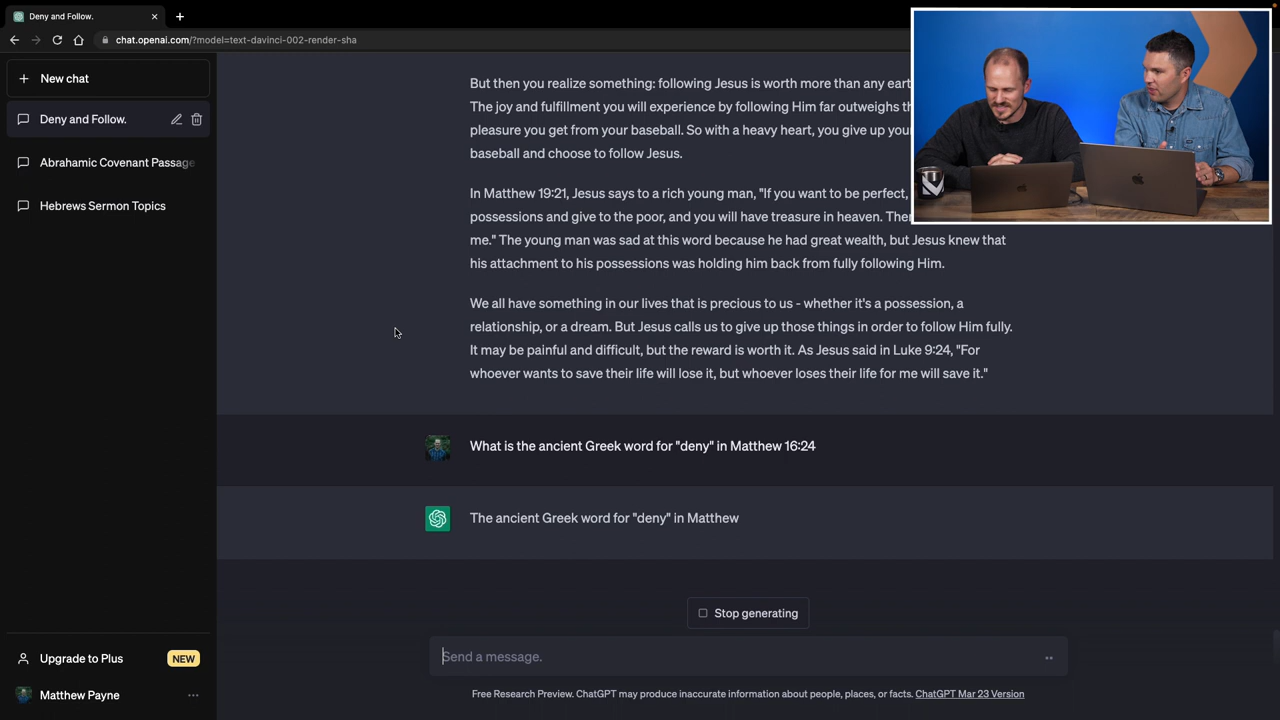 Deny and Follow.
chat.openai.com/?model=text-davinci-002-render-sha
New chat
Deny and Follow.
Abrahamic Covenant Passage
Hebrews Sermon Topics
But then you realize something: following Jesus is worth more than any
The joy and fulfillment you will experience by following Him far outweighs
pleasure you get from your baseball. So with a heavy heart, you give up
baseball and choose to follow Jesus.
In Matthew 19:21, Jesus says to a rich young man, "If you want to be perfect,
possessions and give to the poor, and you will have treasure in heaven.
me." The young man was sad at this word because he had great wealth, but Jesus knew that
his attachment to his possessions was holding him back from fully following Him.
We all have something in our lives that is precious to us - whether it's a possession, a
relationship, or a dream. But Jesus calls us to give up those things in order to follow Him fully.
It may be painful and difficult, but the reward is worth it. As Jesus said in Luke 9:24, "For
whoever wants to save their life will lose it, but whoever loses their life for me will save it."
What is the ancient Greek word for "deny" in Matthew 16:24
The ancient Greek word for "deny" in Matthew
Stop generating
Send a message.
Free Research Preview. ChatGPT may produce inaccurate information about people, places, or facts. ChatGPT Mar 23 Version
Upgrade to Plus NEW
Matthew Payne